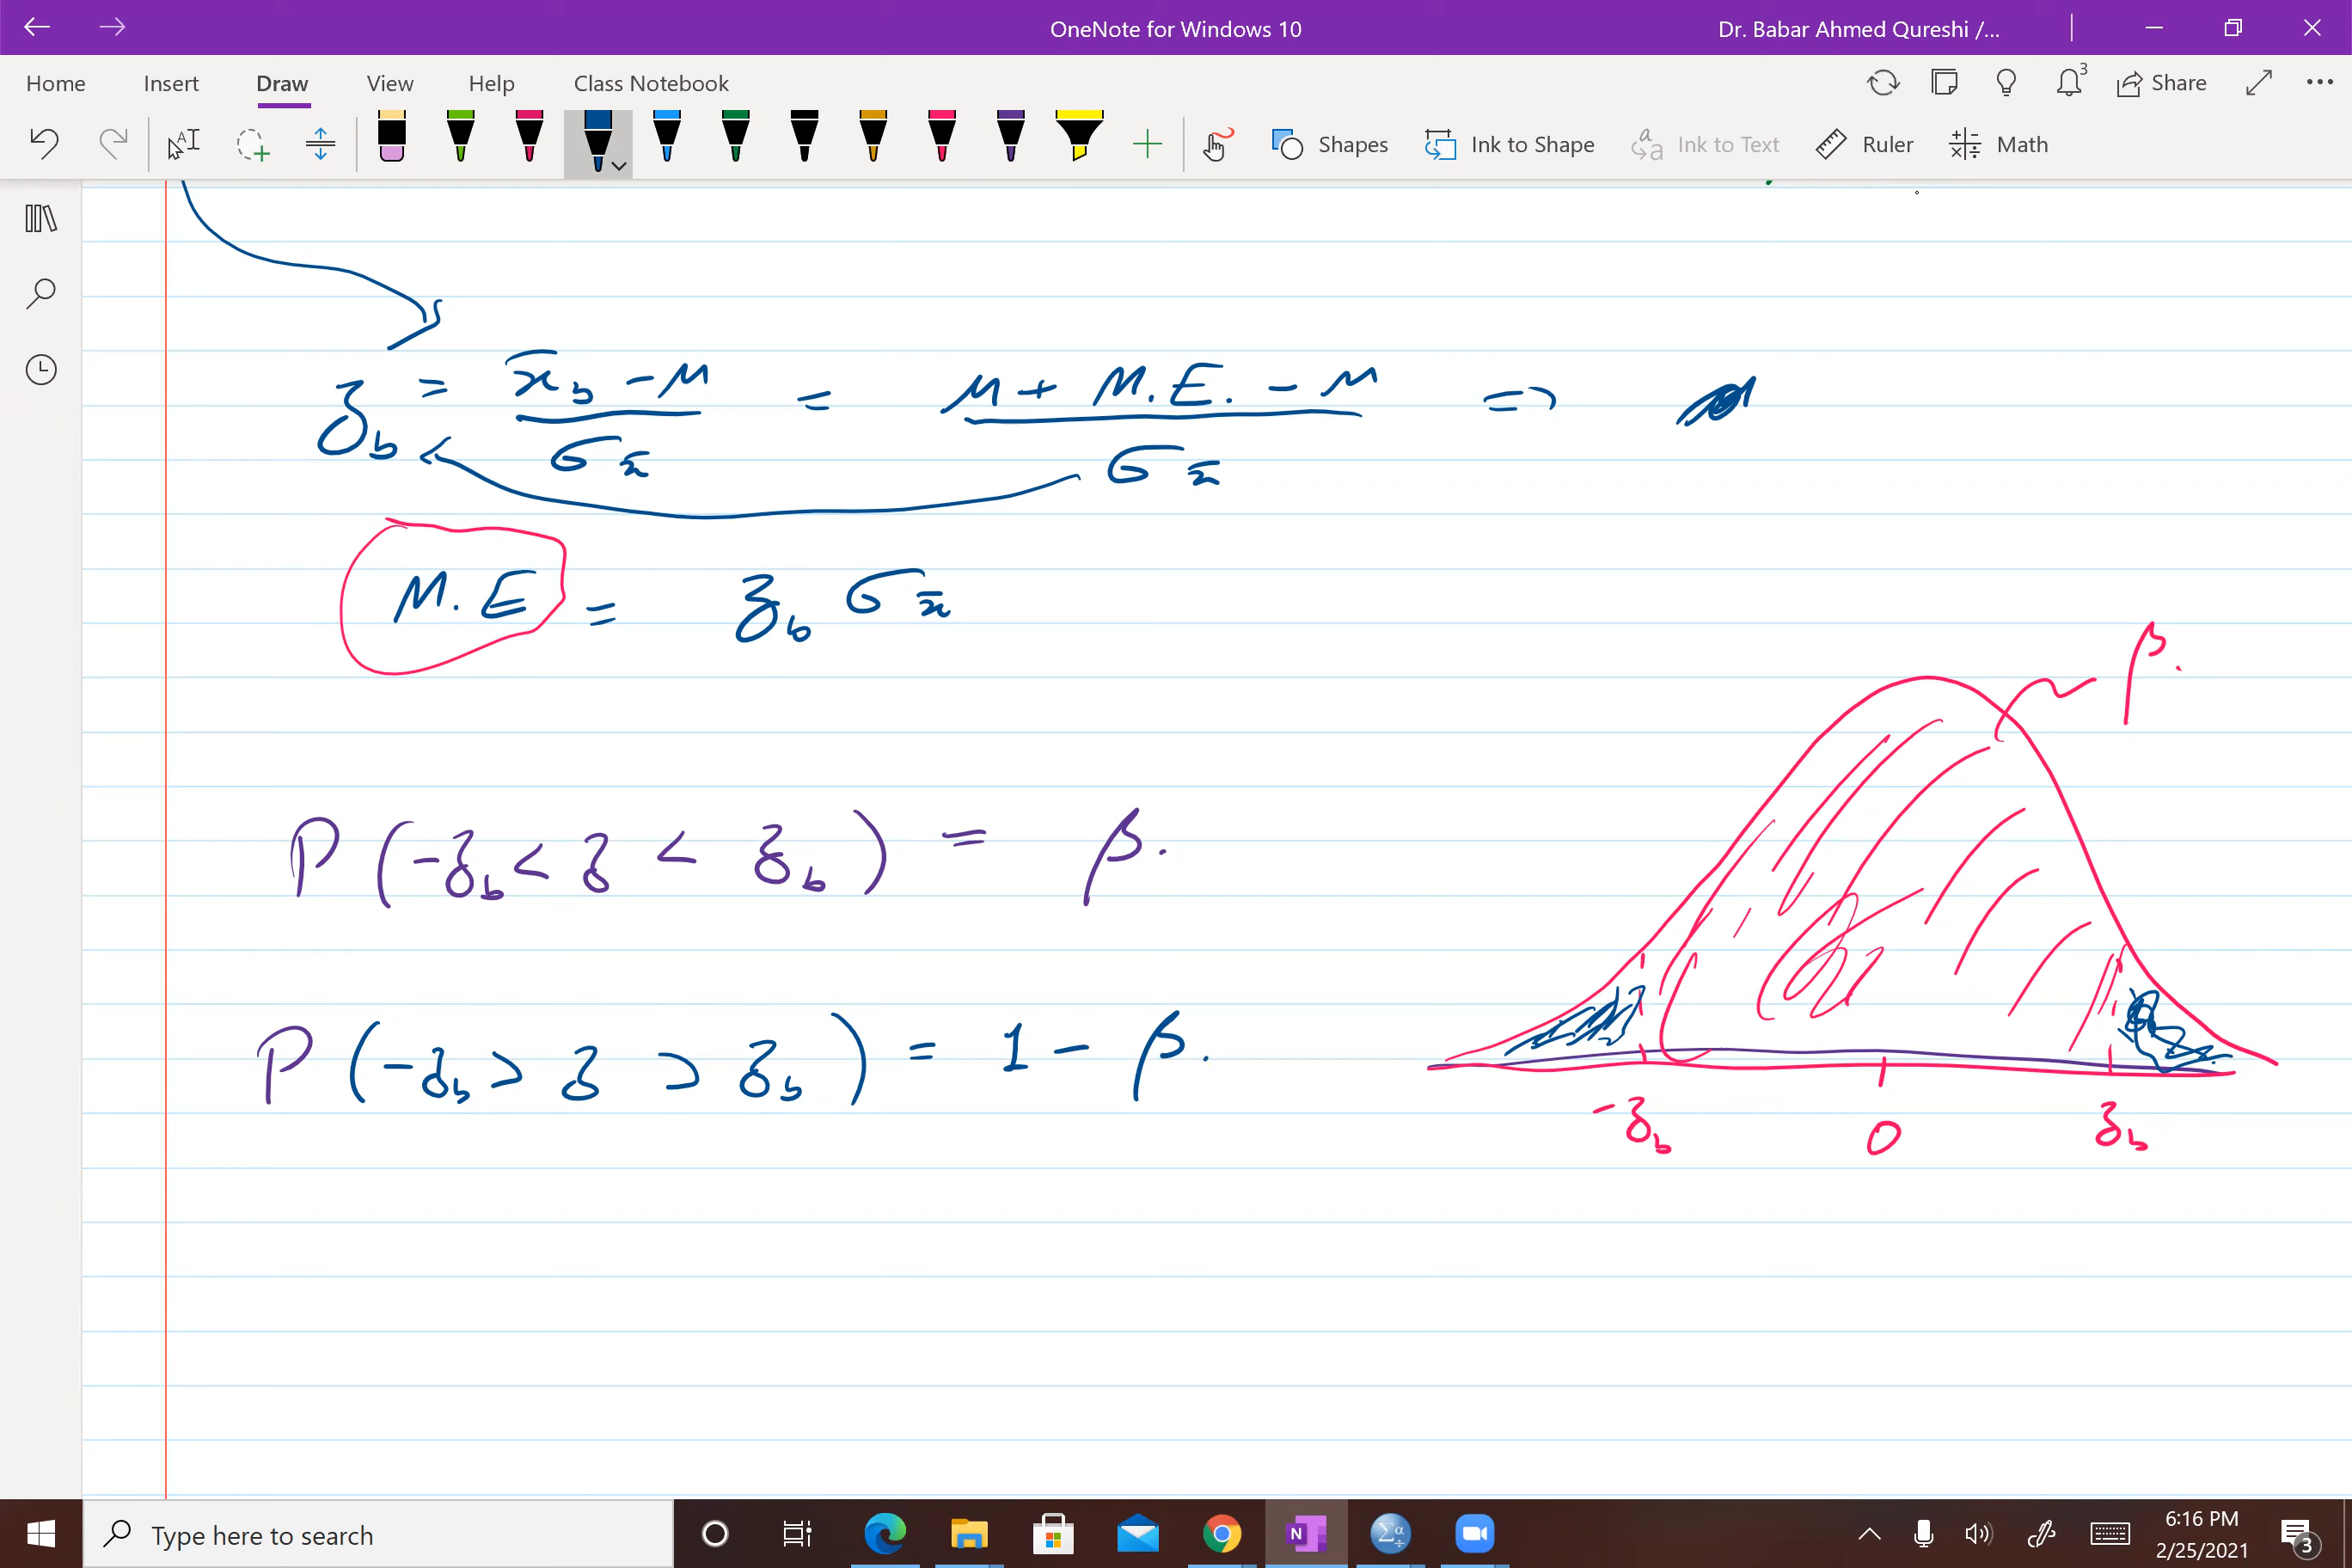 OneNote for Windows 10
Dr. Babar Ahmed Qureshi /...
Home Insert Draw View Help Class Notebook
3 Share
Shapes Ink to Shape Ink to Text Ruler Math
z_b = (x̄_b - μ) / σ_x̄ = (μ + M.E. - μ) / σ_x̄ =>
M.E = z_b σ_x̄
β.
P(-z_b < z < z_b) = β.
P(-z_b > z > z_b) = 1 - β.
-z_b 0 z_b
Type here to search
6:16 PM
2/25/2021
3